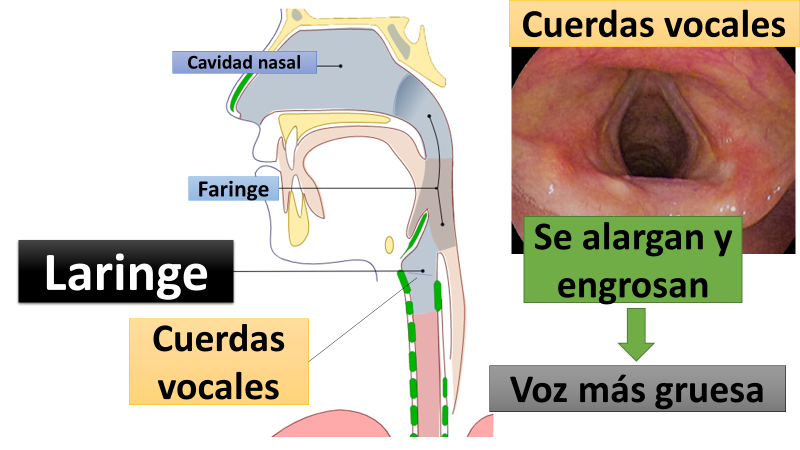 Cavidad nasal
Faringe
Laringe
Cuerdas
vocales
Cuerdas vocales
Se alargan y
engrosan
Voz más gruesa